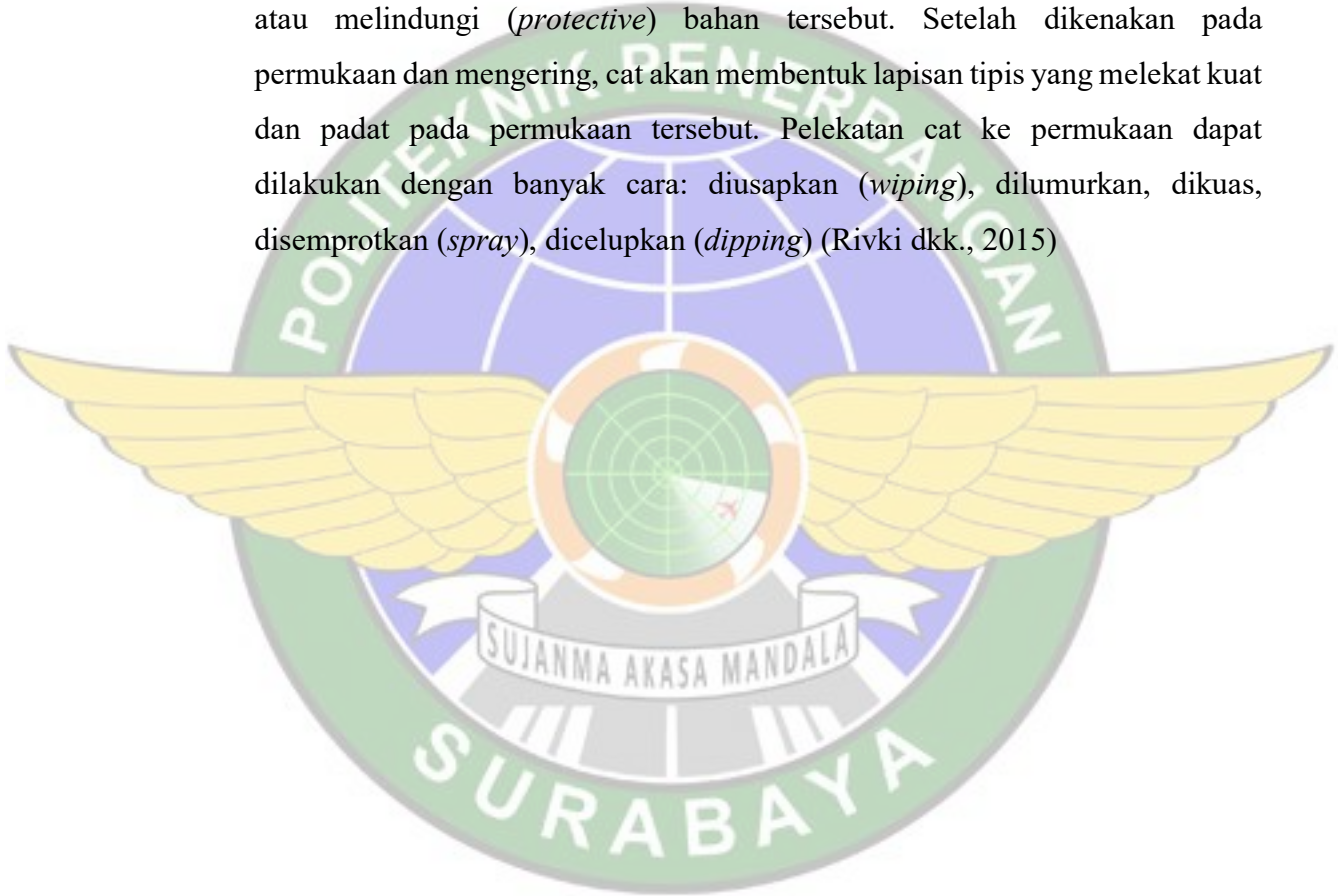 atau melindungi (protective) bahan tersebut. Setelah dikenakan pada
permukaan dan mengering, cat akan membentuk lapisan tipis yang melekat kuat
dan padat pada permukaan tersebut. Pelekatan cat ke permukaan dapat
dilakukan dengan banyak cara: diusapkan (wiping), dilumurkan, dikuas,
disemprotkan (spray), dicelupkan (dipping) (Rivki dkk., 2015)
POLITEKNIK PENERBANGAN
SUJANMA AKASA MANDALA
SURABAYA